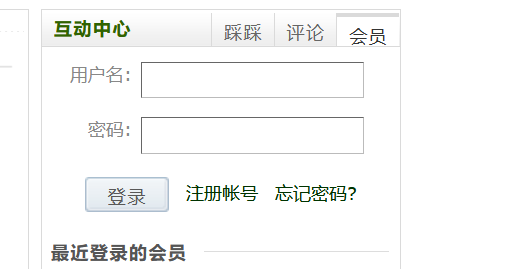 互动中心 踩踩 评论 会员
用户名:
密码:
登录 注册帐号 忘记密码?
最近登录的会员